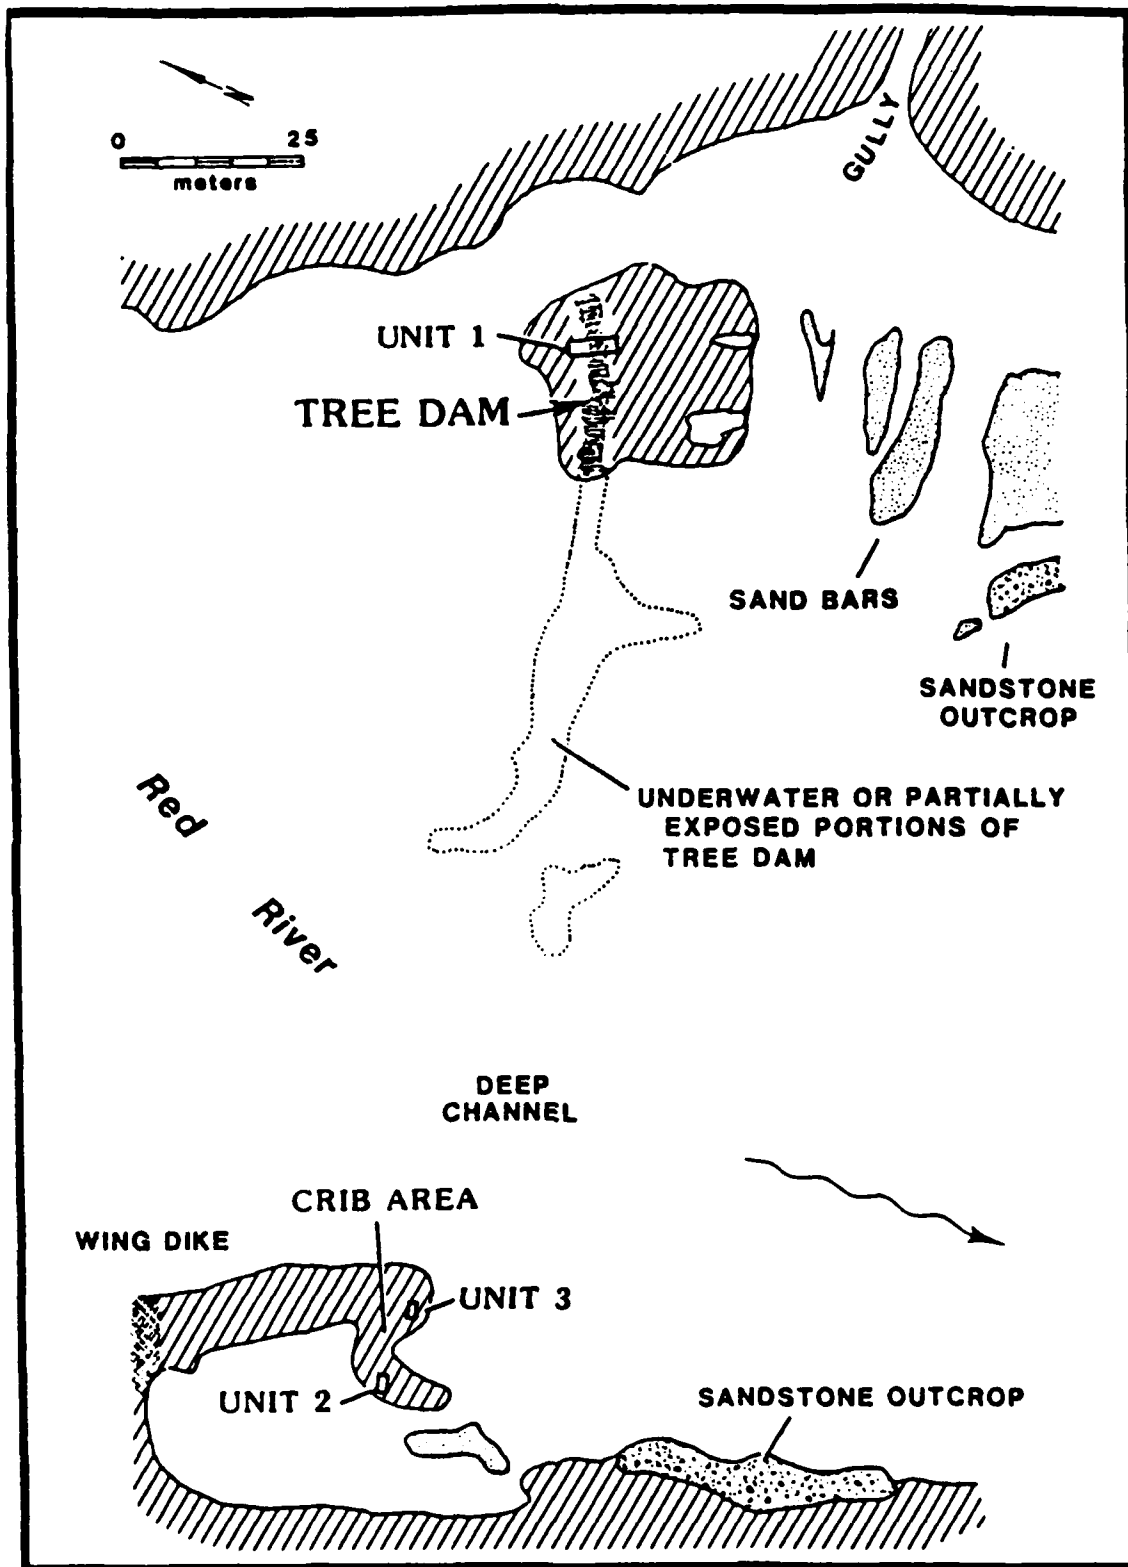 N
0 25
meters
GULLY
UNIT 1
TREE DAM
SAND BARS
SANDSTONE
OUTCROP
UNDERWATER OR PARTIALLY
EXPOSED PORTIONS OF
TREE DAM
Red
River
DEEP
CHANNEL
CRIB AREA
WING DIKE
UNIT 3
UNIT 2
SANDSTONE OUTCROP